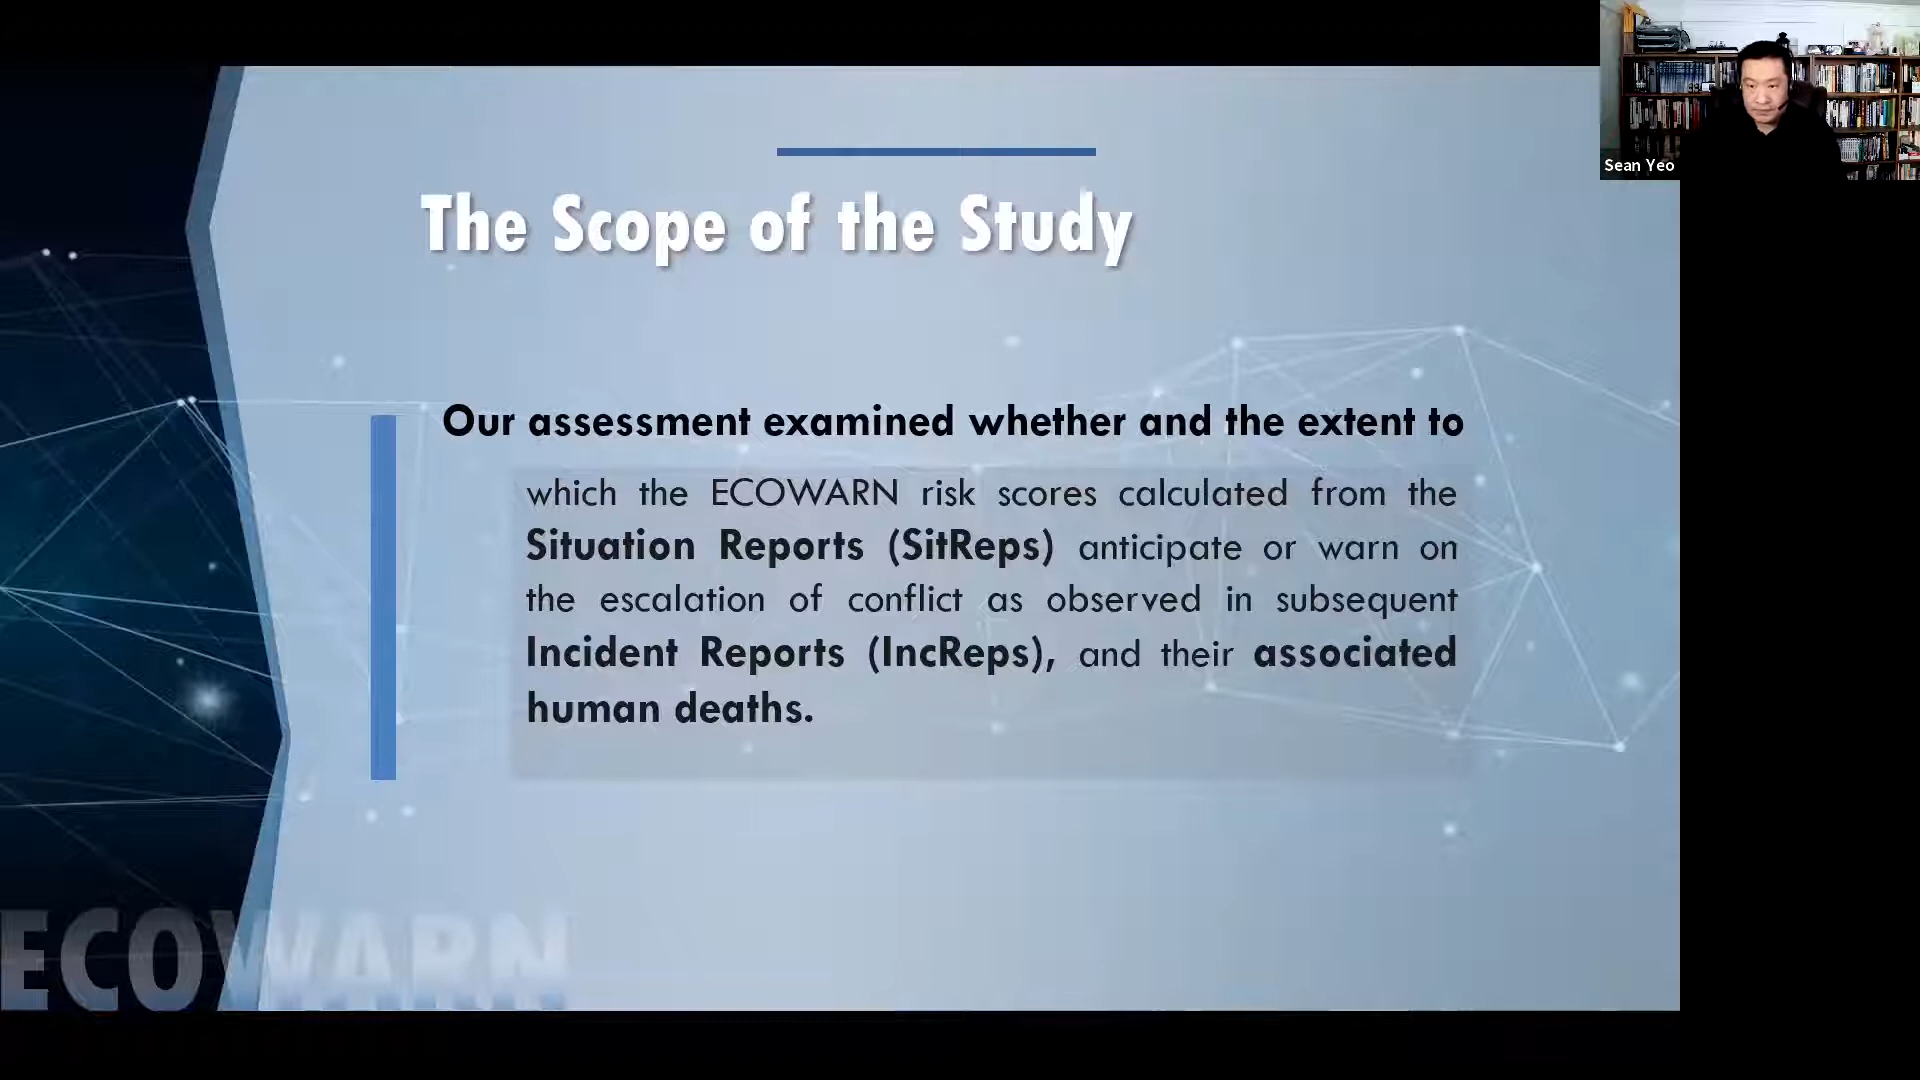 The Scope of the Study
Our assessment examined whether and the extent to
which the ECOWARN risk scores calculated from the
Situation Reports (SitReps) anticipate or warn on
the escalation of conflict as observed in subsequent
Incident Reports (IncReps), and their associated
human deaths.
ECOWARN
Sean Yeo